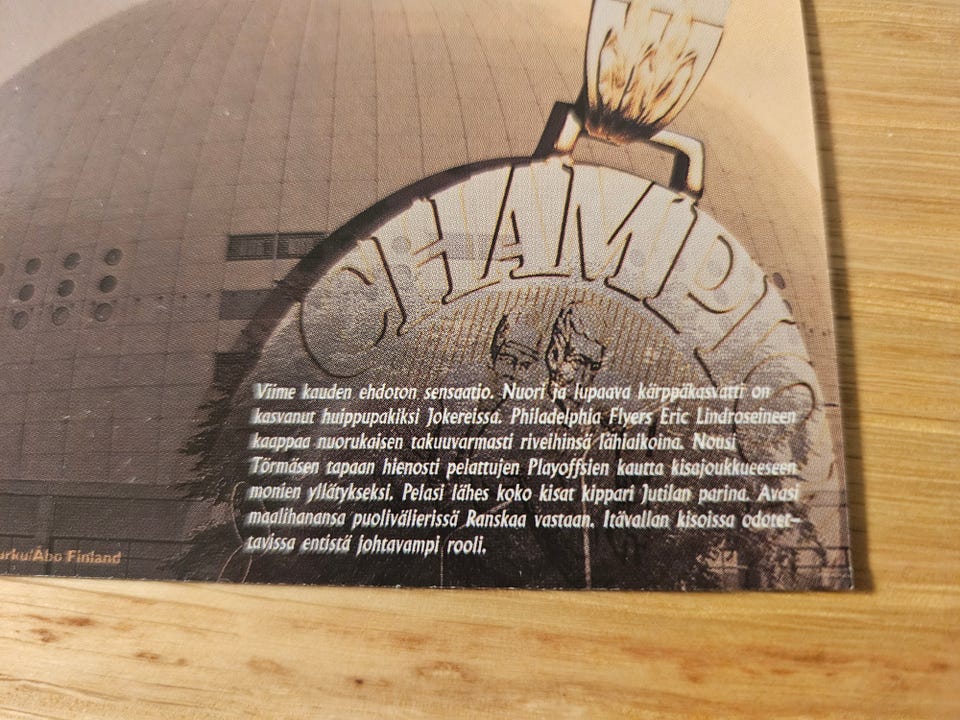 CHAMPIO
Viime kauden ehdoton sensaatio. Nuori ja lupaava kärppäkasvatti on
kasvanut huippupakiksi Jokereissa. Philadelphia Flyers Eric Lindroseineen
kaappaa nuorukaisen takuuvarmasti riveihinsä lähiaikoina. Nousi
Törmäsen tapaan hienosti pelattujen Playoffsien kautta kisajoukkueeseen
monien yllätykseksi. Pelasi lähes koko kisat kippari Jutilan parina. Avasi
maalihanansa puolivälierissä Ranskaa vastaan. Itävallan kisoissa odotet-
tavissa entistä johtavampi rooli.
urku/Åbo Finland